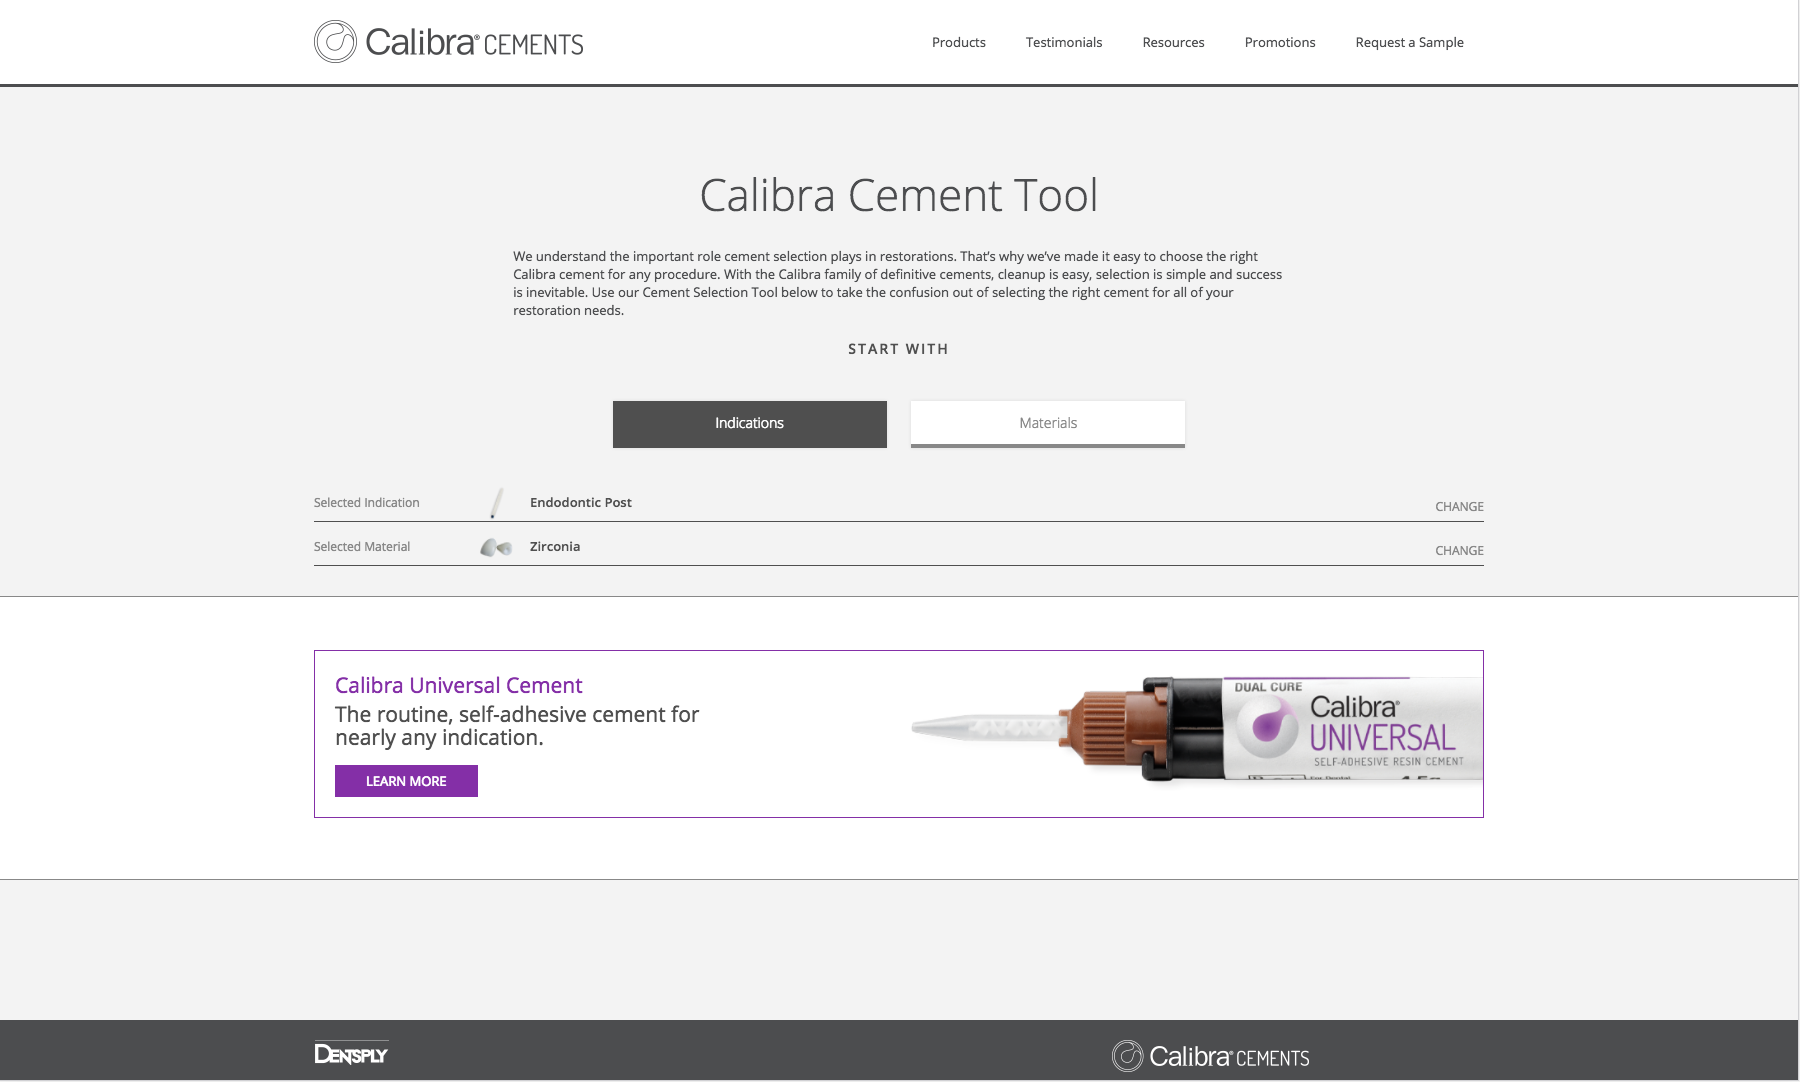 Calibra® CEMENTS
Products Testimonials Resources Promotions Request a Sample
Calibra Cement Tool
We understand the important role cement selection plays in restorations. That's why we've made it easy to choose the right
Calibra cement for any procedure. With the Calibra family of definitive cements, cleanup is easy, selection is simple and success
is inevitable. Use our Cement Selection Tool below to take the confusion out of selecting the right cement for all of your
restoration needs.
START WITH
Indications Materials
Selected Indication Endodontic Post CHANGE
Selected Material Zirconia CHANGE
Calibra Universal Cement
The routine, self-adhesive cement for
nearly any indication.
LEARN MORE
DUAL CURE
Calibra®
UNIVERSAL
SELF-ADHESIVE RESIN CEMENT
For Dental
DENTSPLY
Calibra® CEMENTS